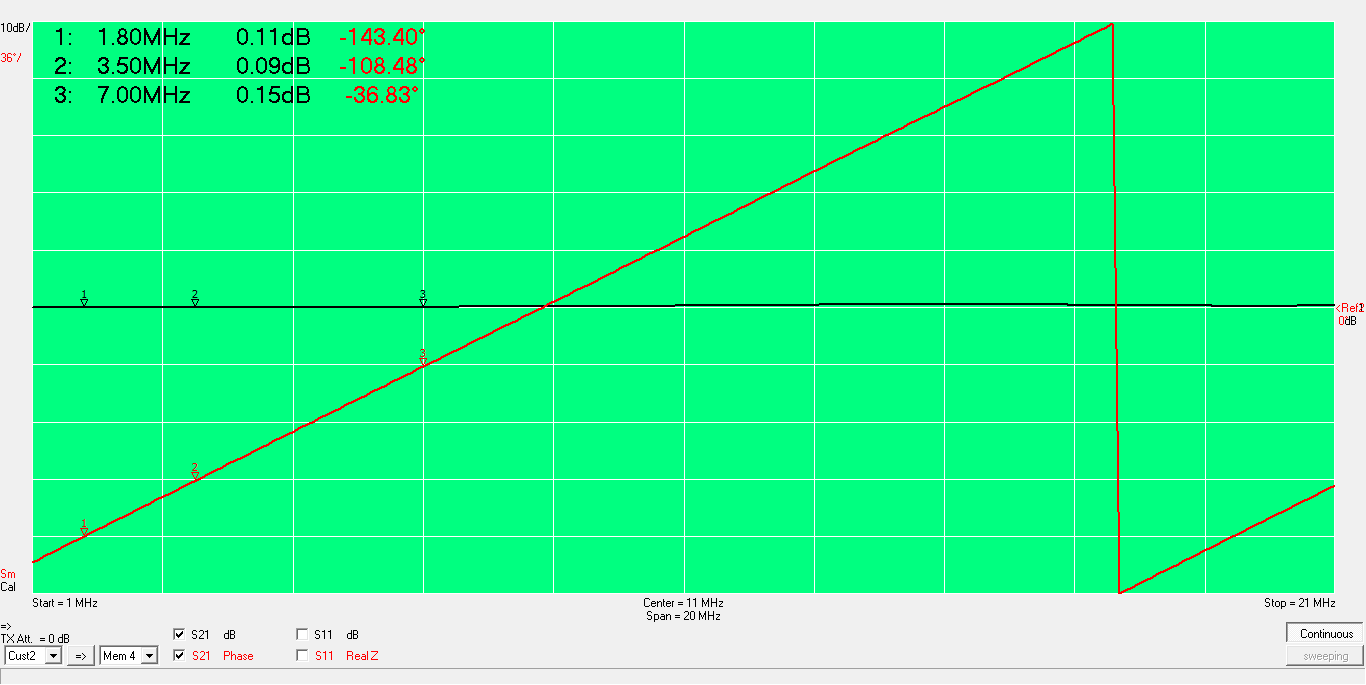 10dB/
36°/
1: 1.80MHz 0.11dB -143.40°
2: 3.50MHz 0.09dB -108.48°
3: 7.00MHz 0.15dB -36.83°
1 2 3
<Ref
0dB
3
2
1
Sm
Cal
Start = 1 MHz Center = 11 MHz Stop = 21 MHz
Span = 20 MHz
=>
TX Att. = 0 dB
S21 dB S11 dB
Continuous
Cust2 => Mem 4 S21 Phase S11 Real Z
sweeping